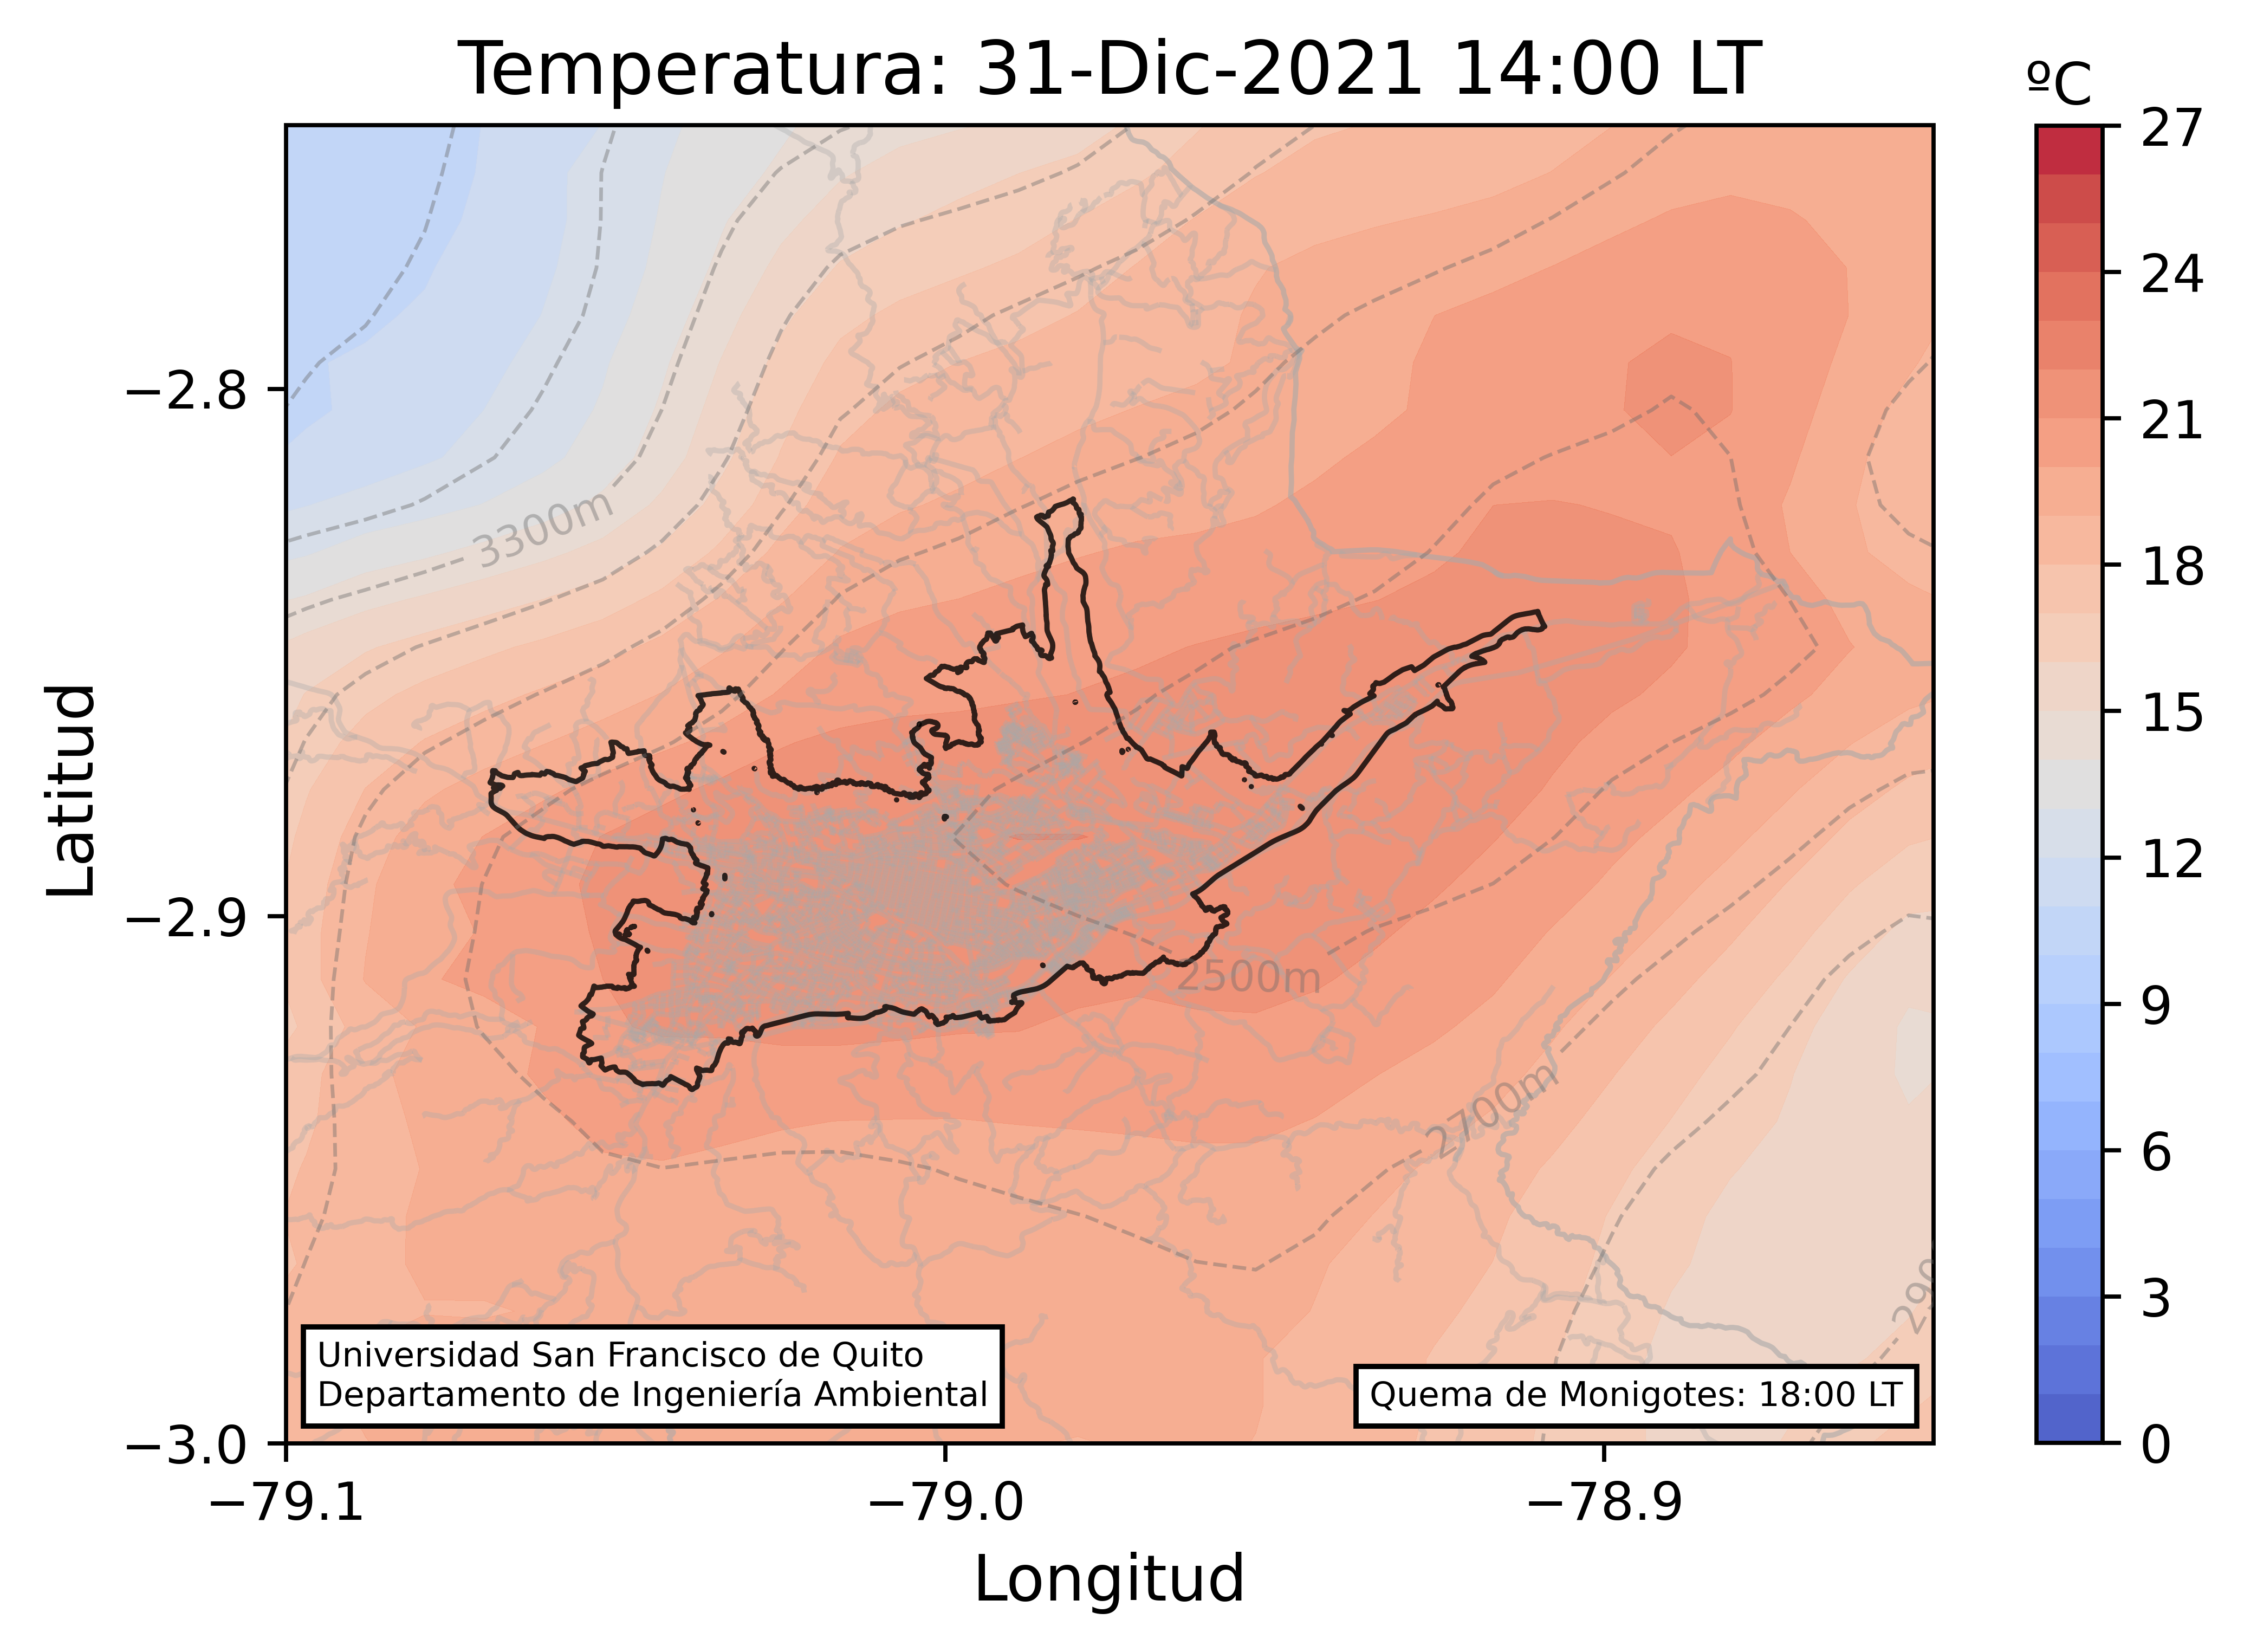 Temperatura: 31-Dic-2021 14:00 LT
ºC
27
24
21
18
15
12
9
6
3
0
Latitud
−2.8
−2.9
−3.0
3300m
2500m
2700m
290
Universidad San Francisco de Quito
Departamento de Ingeniería Ambiental
Quema de Monigotes: 18:00 LT
−79.1
−79.0
−78.9
Longitud